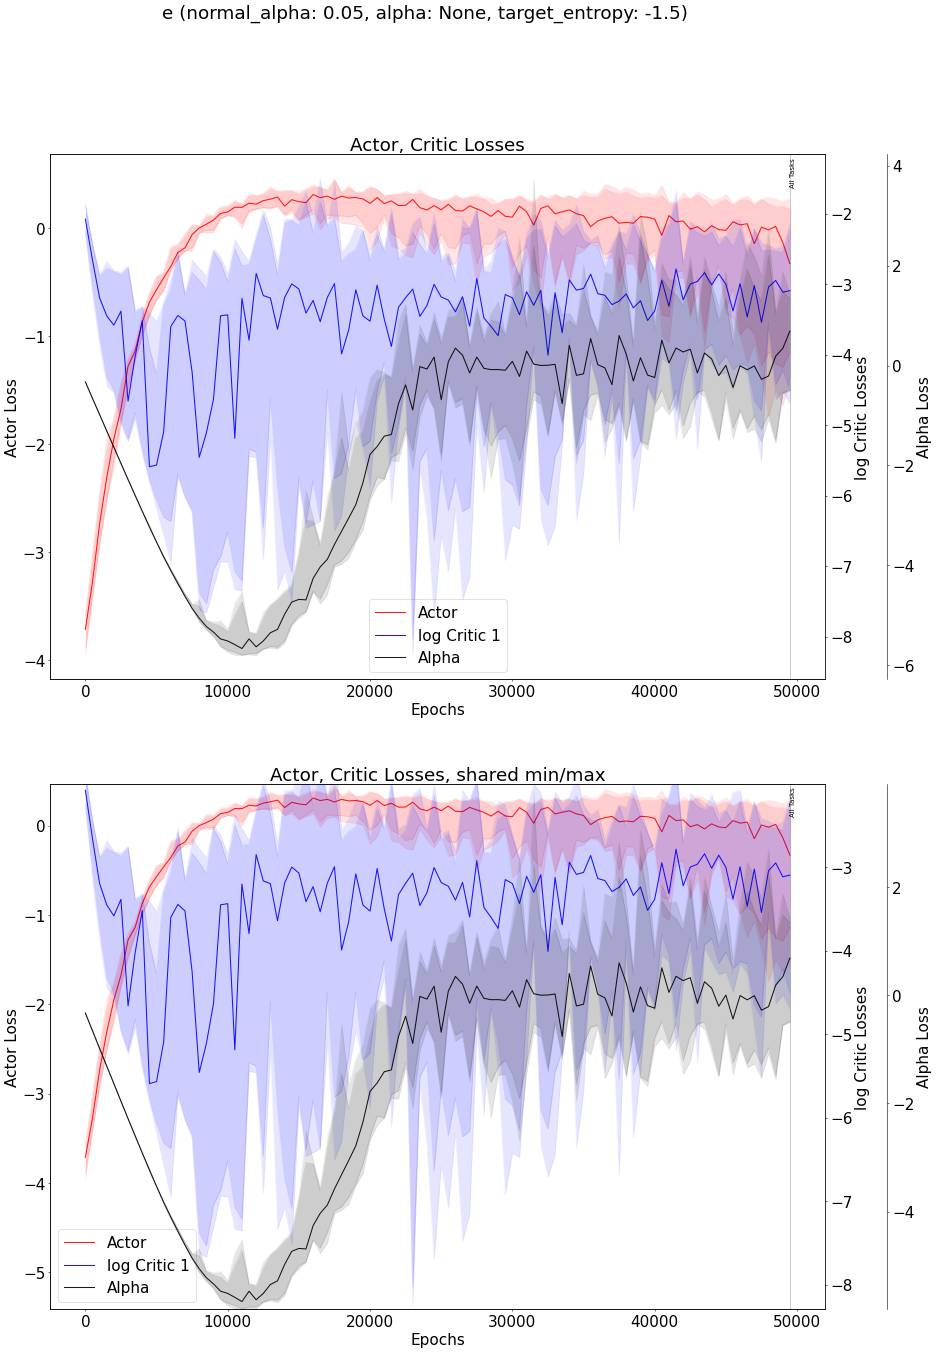 e (normal_alpha: 0.05, alpha: None, target_entropy: -1.5)
Actor, Critic Losses
All Tasks
0
−1
−2
−3
−4
Actor Loss
−2
−3
−4
−5
−6
−7
−8
log Critic Losses
4
2
0
−2
−4
−6
Alpha Loss
Actor
log Critic 1
Alpha
0 10000 20000 30000 40000 50000
Epochs
Actor, Critic Losses, shared min/max
All Tasks
0
−1
−2
−3
−4
−5
Actor Loss
−3
−4
−5
−6
−7
−8
log Critic Losses
2
0
−2
−4
Alpha Loss
Actor
log Critic 1
Alpha
0 10000 20000 30000 40000 50000
Epochs